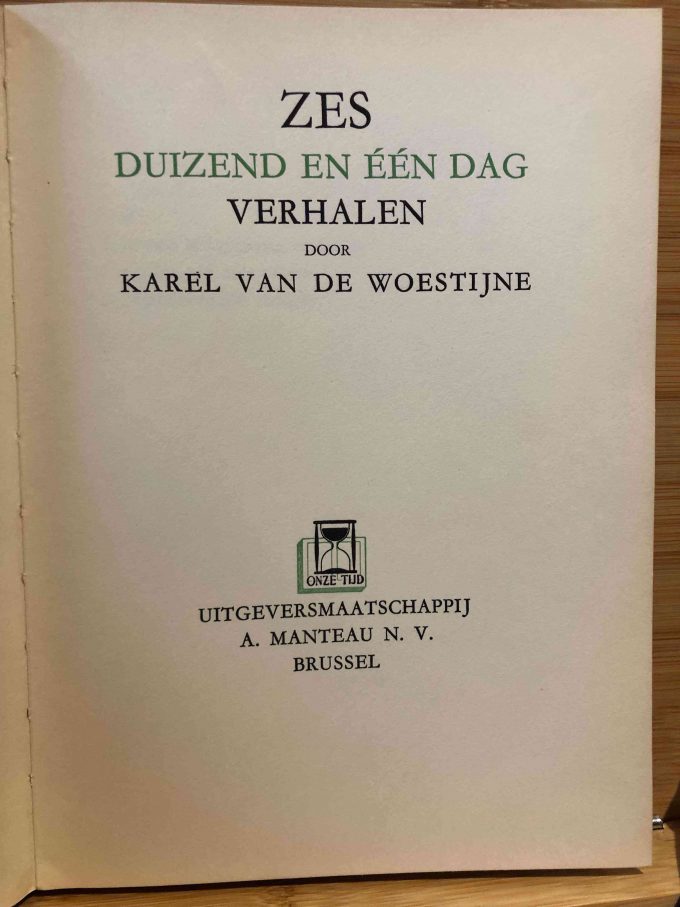 ZES
DUIZEND EN ÉÉN DAG
VERHALEN
DOOR
KAREL VAN DE WOESTIJNE
ONZE TIJD
UITGEVERSMAATSCHAPPIJ
A. MANTEAU N. V.
BRUSSEL